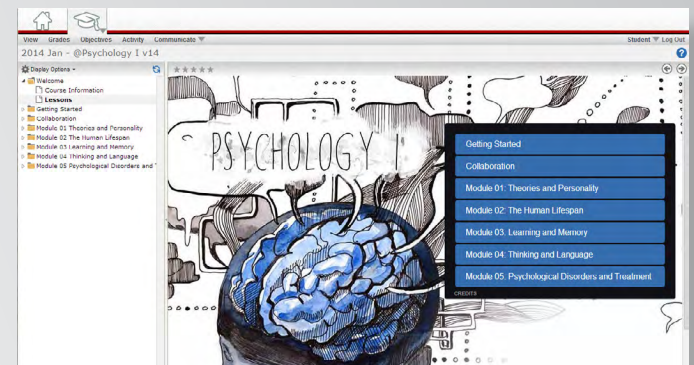 View Grades Objectives Activity Communicate
Student Log Out
2014 Jan - @Psychology I v14
Display Options
Welcome
Course Information
Lessons
Getting Started
Collaboration
Module 01 Theories and Personality
Module 02 The Human Lifespan
Module 03 Learning and Memory
Module 04 Thinking and Language
Module 05 Psychological Disorders and
PSYCHOLOGY I
Getting Started
Collaboration
Module 01: Theories and Personality
Module 02: The Human Lifespan
Module 03: Learning and Memory
Module 04: Thinking and Language
Module 05: Psychological Disorders and Treatment
CREDITS